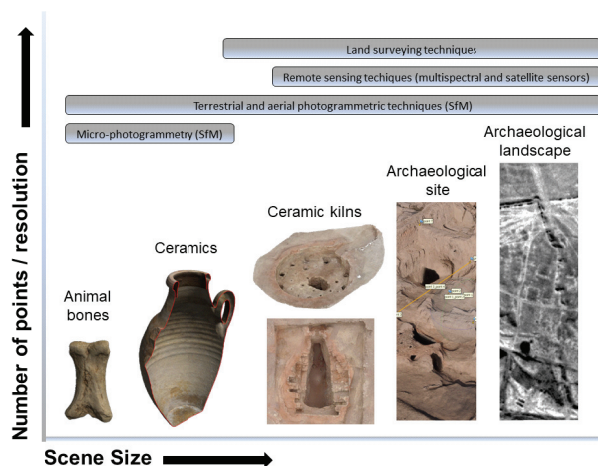 Land surveying techniques
Remote sensing techiques (multispectral and satellite sensors)
Terrestrial and aerial photogrammetric techniques (SfM)
Micro-photogrammetry (SfM)
Archaeological
landscape
Archaeological
site
Ceramic kilns
Ceramics
Animal
bones
Number of points / resolution
Scene Size